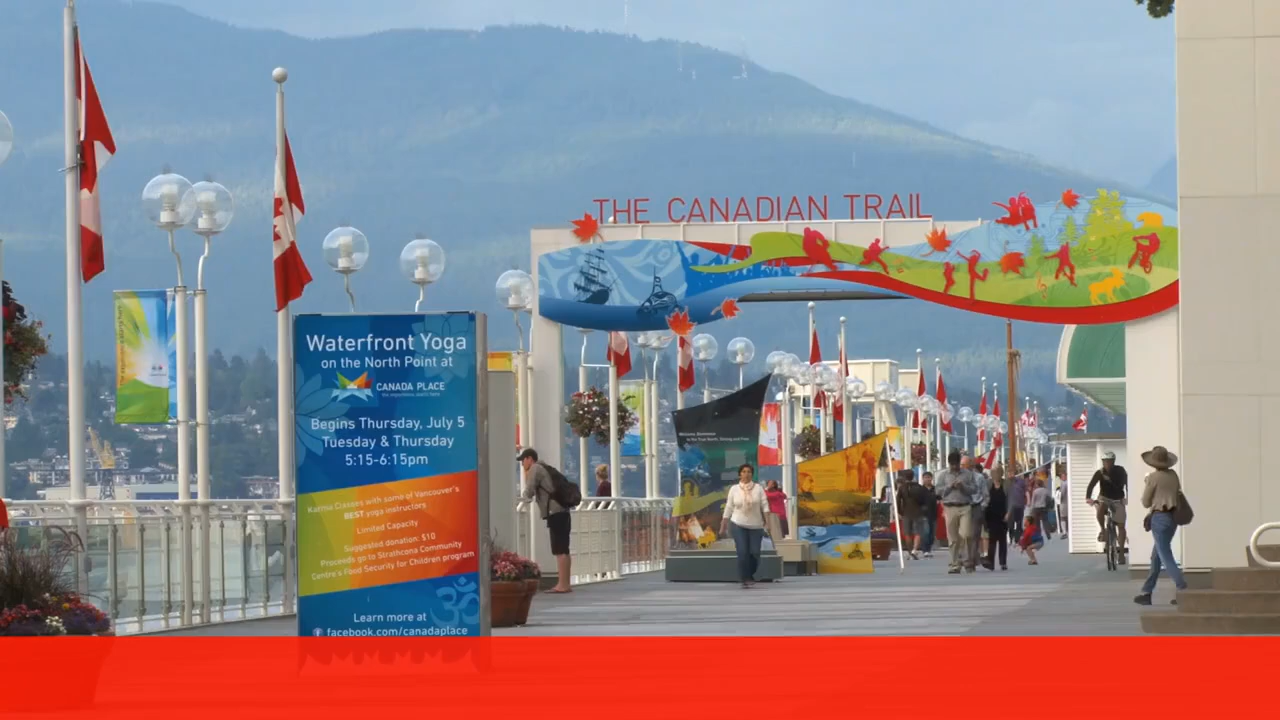 THE CANADIAN TRAIL
Waterfront Yoga
on the North Point at
CANADA PLACE
Begins Thursday, July 5
Tuesday & Thursday
5:15-6:15pm
Karma Classes with some of Vancouver's
BEST yoga instructors
Limited Capacity
Suggested donation: $10
Proceeds go to Strathcona Community
Centre's Food Security for Children program
Learn more at
facebook.com/canadaplace